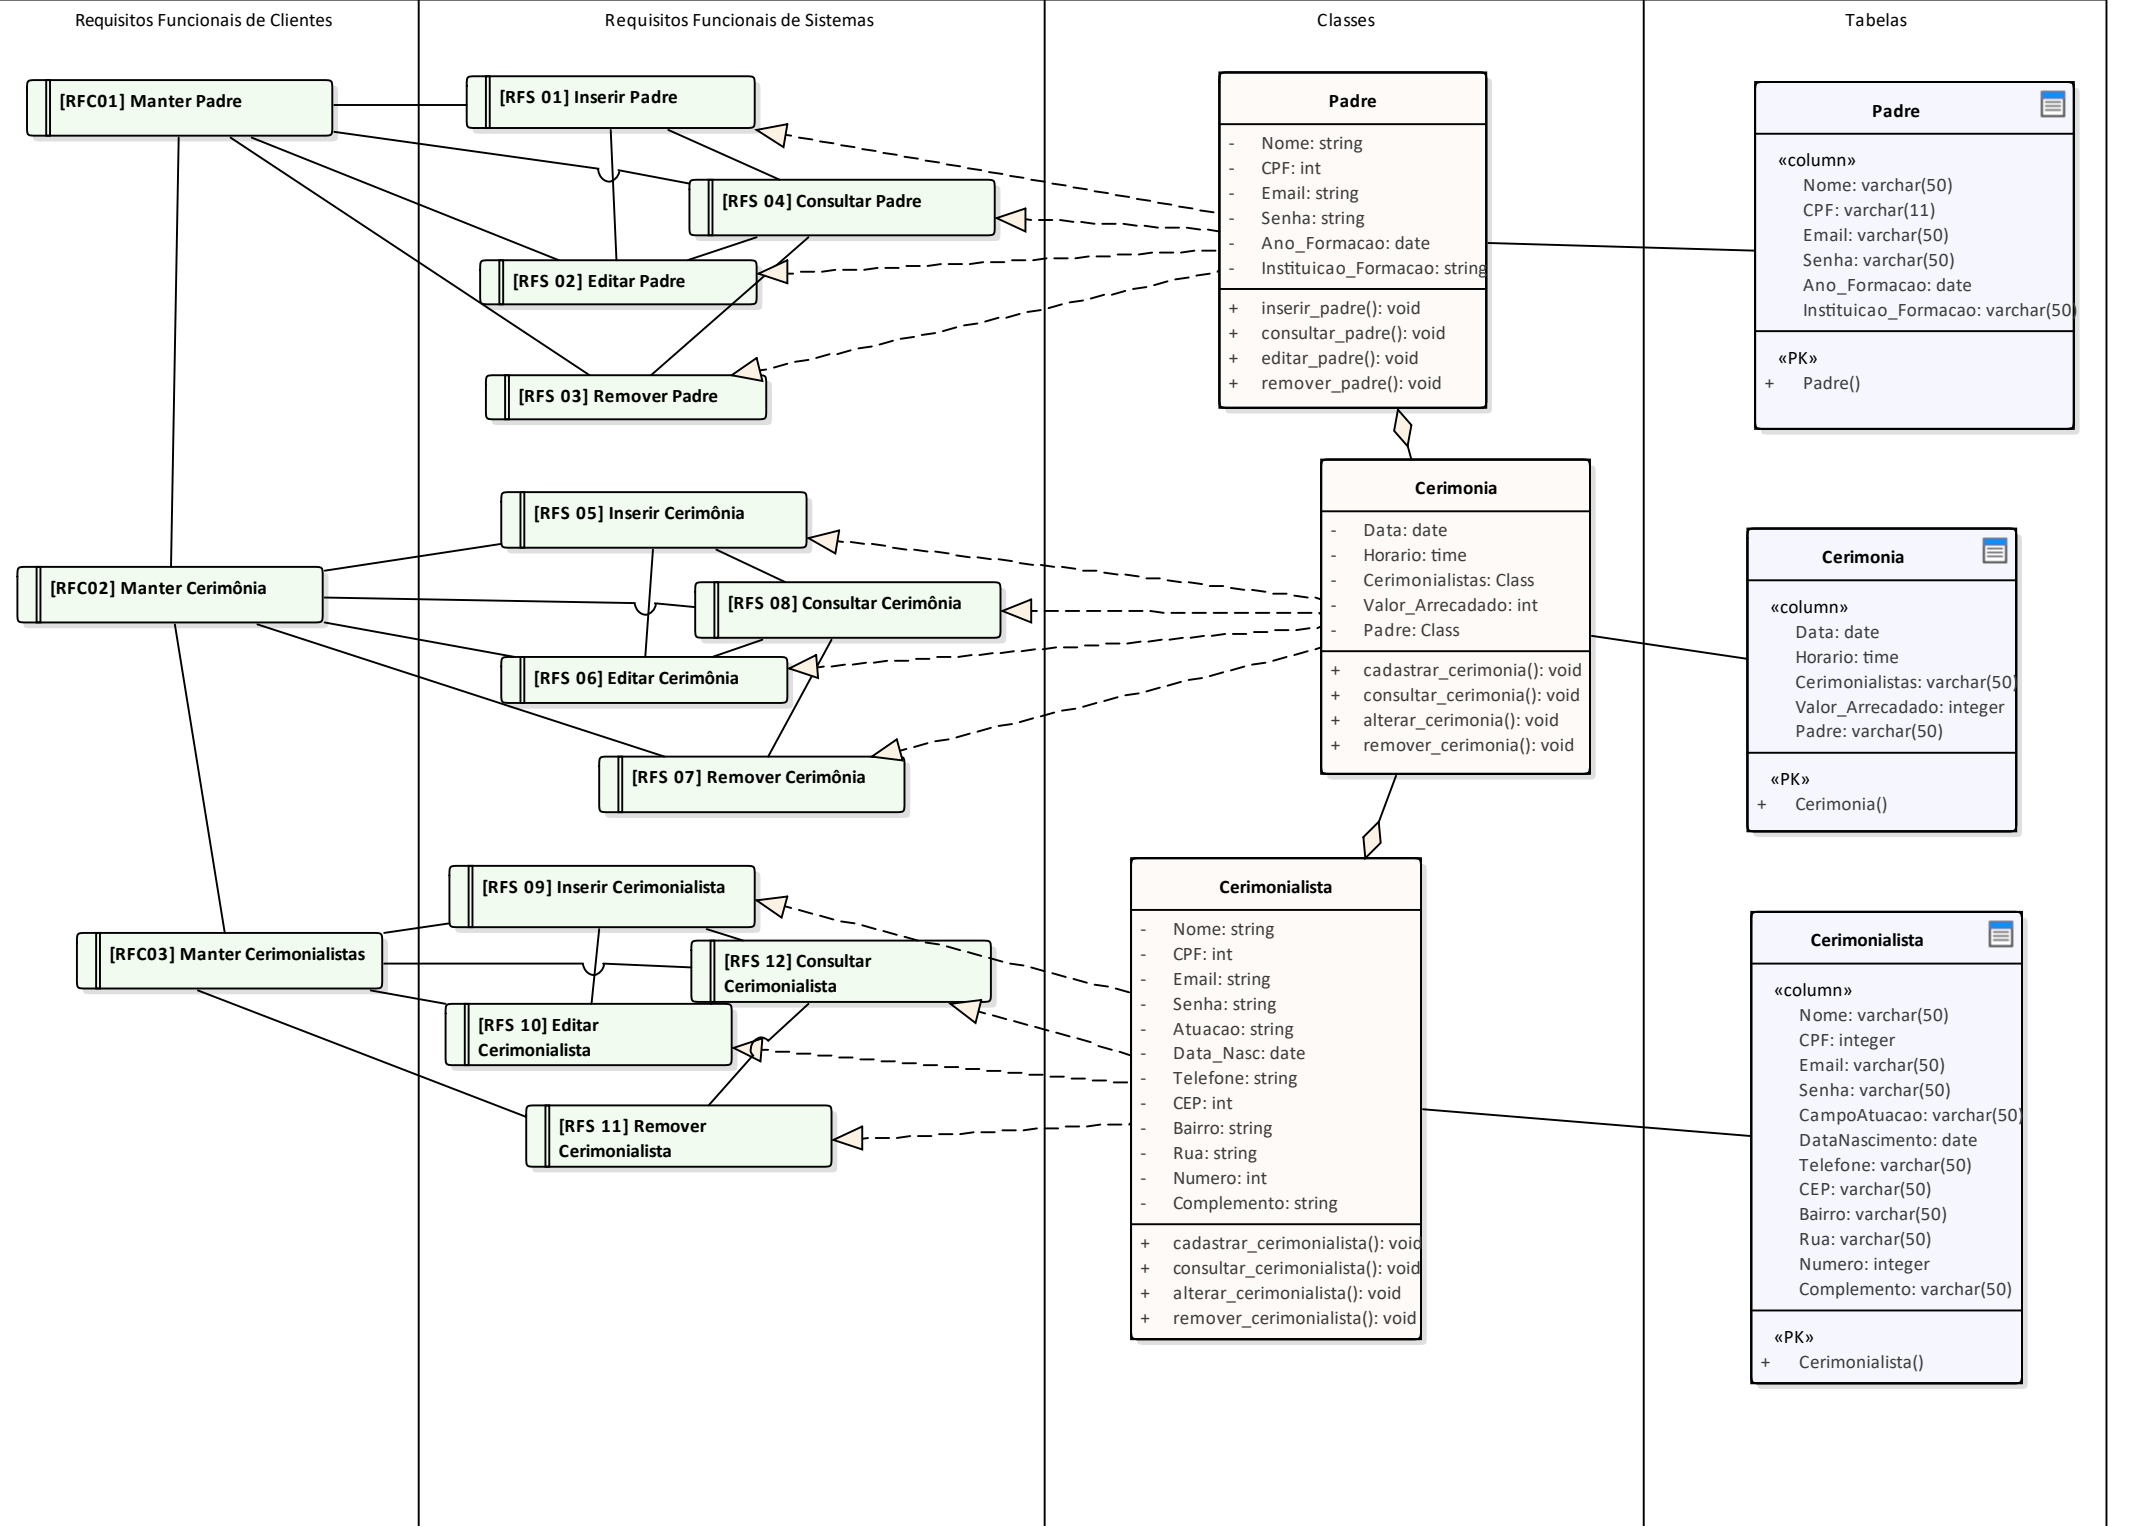 Requisitos Funcionais de Clientes
Requisitos Funcionais de Sistemas
Classes
Tabelas
[RFC01] Manter Padre
[RFC02] Manter Cerimônia
[RFC03] Manter Cerimonialistas
[RFS 01] Inserir Padre
[RFS 04] Consultar Padre
[RFS 02] Editar Padre
[RFS 03] Remover Padre
[RFS 05] Inserir Cerimônia
[RFS 08] Consultar Cerimônia
[RFS 06] Editar Cerimônia
[RFS 07] Remover Cerimônia
[RFS 09] Inserir Cerimonialista
[RFS 12] Consultar
Cerimonialista
[RFS 10] Editar
Cerimonialista
[RFS 11] Remover
Cerimonialista
Padre
- Nome: string
- CPF: int
- Email: string
- Senha: string
- Ano_Formacao: date
- Instituicao_Formacao: string
+ inserir_padre(): void
+ consultar_padre(): void
+ editar_padre(): void
+ remover_padre(): void
Cerimonia
- Data: date
- Horario: time
- Cerimonialistas: Class
- Valor_Arrecadado: int
- Padre: Class
+ cadastrar_cerimonia(): void
+ consultar_cerimonia(): void
+ alterar_cerimonia(): void
+ remover_cerimonia(): void
Cerimonialista
- Nome: string
- CPF: int
- Email: string
- Senha: string
- Atuacao: string
- Data_Nasc: date
- Telefone: string
- CEP: int
- Bairro: string
- Rua: string
- Numero: int
- Complemento: string
+ cadastrar_cerimonialista(): void
+ consultar_cerimonialista(): void
+ alterar_cerimonialista(): void
+ remover_cerimonialista(): void
Padre
«column»
Nome: varchar(50)
CPF: varchar(11)
Email: varchar(50)
Senha: varchar(50)
Ano_Formacao: date
Instituicao_Formacao: varchar(50)
«PK»
+ Padre()
Cerimonia
«column»
Data: date
Horario: time
Cerimonialistas: varchar(50)
Valor_Arrecadado: integer
Padre: varchar(50)
«PK»
+ Cerimonia()
Cerimonialista
«column»
Nome: varchar(50)
CPF: integer
Email: varchar(50)
Senha: varchar(50)
CampoAtuacao: varchar(50)
DataNascimento: date
Telefone: varchar(50)
CEP: varchar(50)
Bairro: varchar(50)
Rua: varchar(50)
Numero: integer
Complemento: varchar(50)
«PK»
+ Cerimonialista()